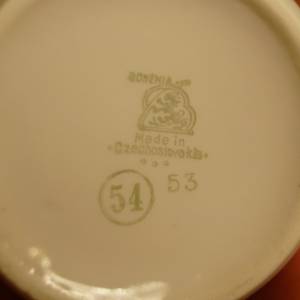 BOHEMIA
Made in
"Czechoslovakia"
54 53